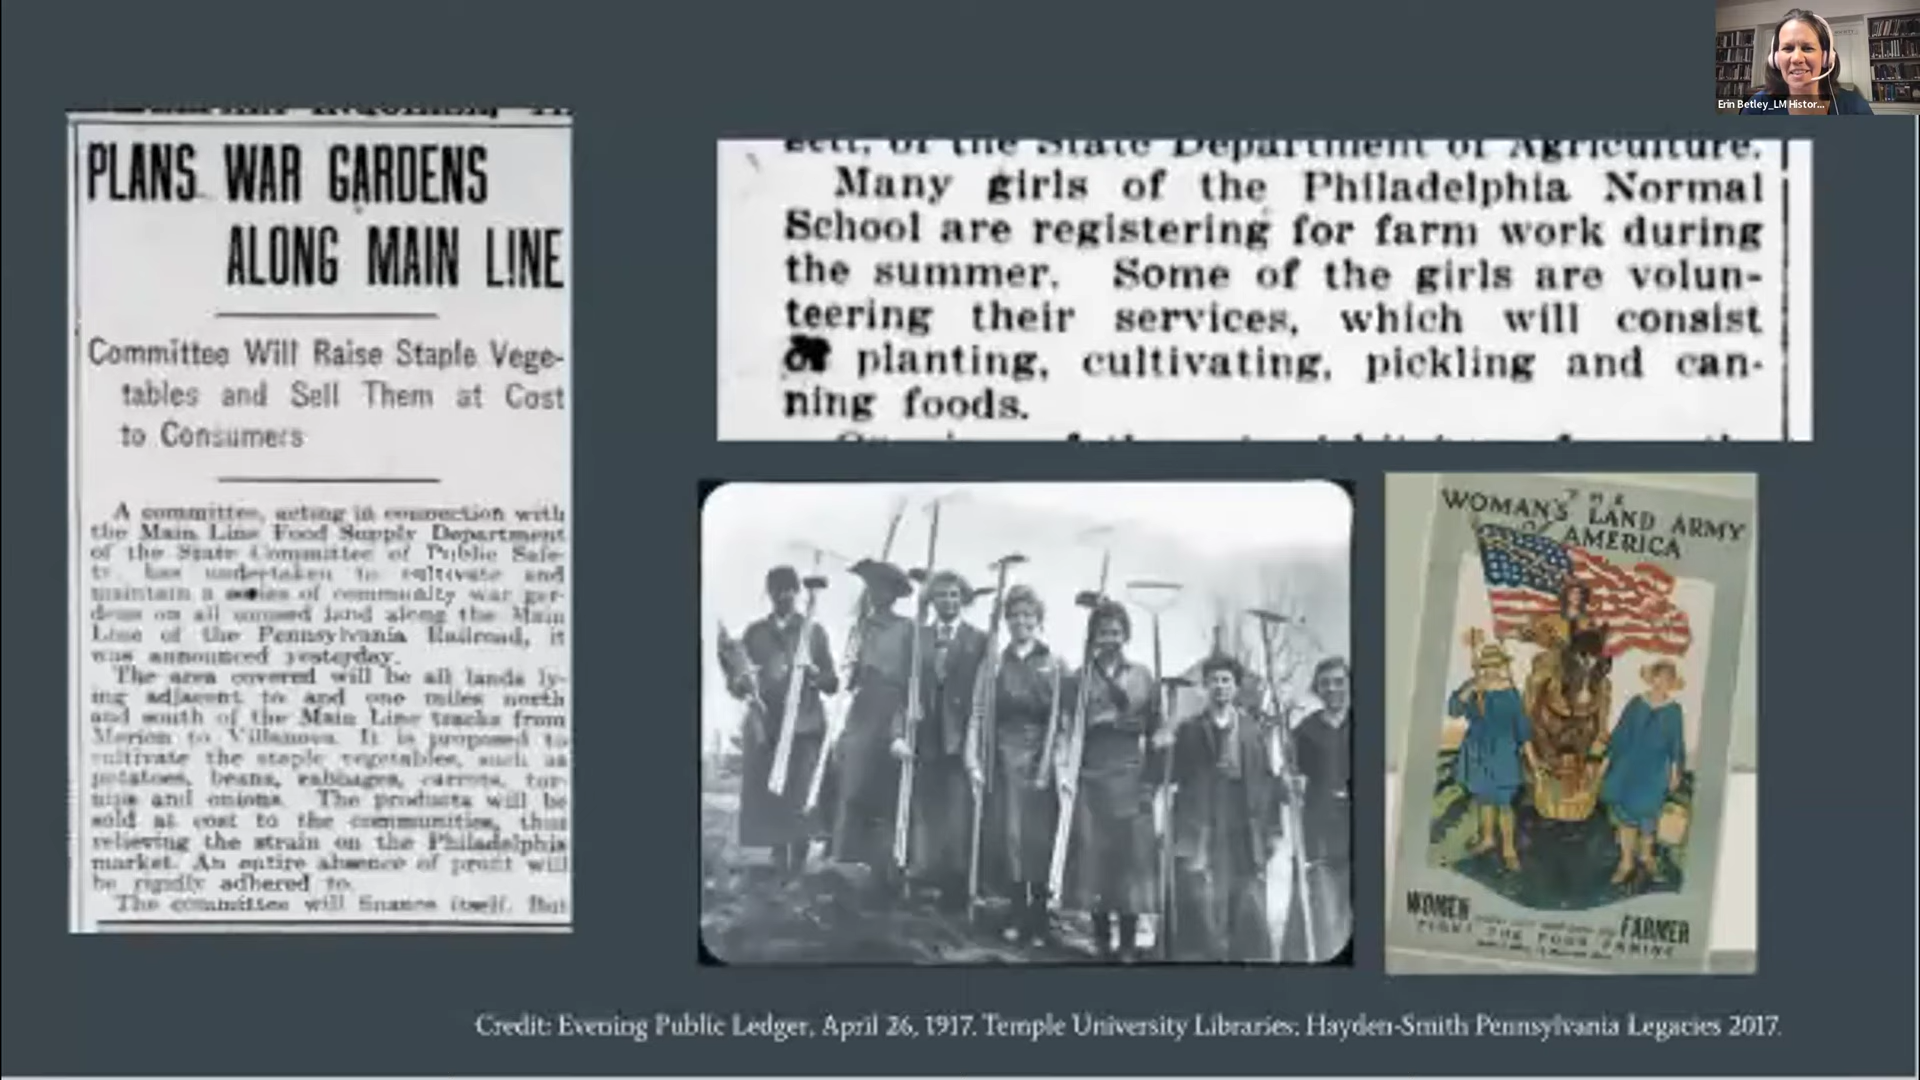 PLANS WAR GARDENS
ALONG MAIN LINE
Committee Will Raise Staple Vege-
tables and Sell Them at Cost
to Consumers
A committee, acting in connection with
the Main Line Food Supply Department
of the State Committee of Public Safe-
ty, has undertaken to cultivate and
maintain a series of community war gar-
dens on all unused land along the Main
Line of the Pennsylvania Railroad, it
was announced yesterday.
The area covered will be all lands ly-
ing adjacent to and one miles north
and south of the Main Line tracks from
Merion to Villanova. It is proposed to
cultivate the staple vegetables, such as
potatoes, beans, cabbages, carrots, tur-
nips and onions. The products will be
sold at cost to the communities, thus
relieving the strain on the Philadelphia
market. An entire absence of profit will
be rigidly adhered to.
The committee will finance itself. But
of the State Department of Agriculture.
Many girls of the Philadelphia Normal
School are registering for farm work during
the summer. Some of the girls are volun-
teering their services, which will consist
of planting, cultivating, pickling and can-
ning foods.
THE
WOMAN'S LAND ARMY
OF AMERICA
WOMEN FARMER
FIGHT THE FOOD FAMINE
Credit: Evening Public Ledger, April 26, 1917. Temple University Libraries; Hayden-Smith Pennsylvania Legacies 2017.
Erin Betley_LM Histor...